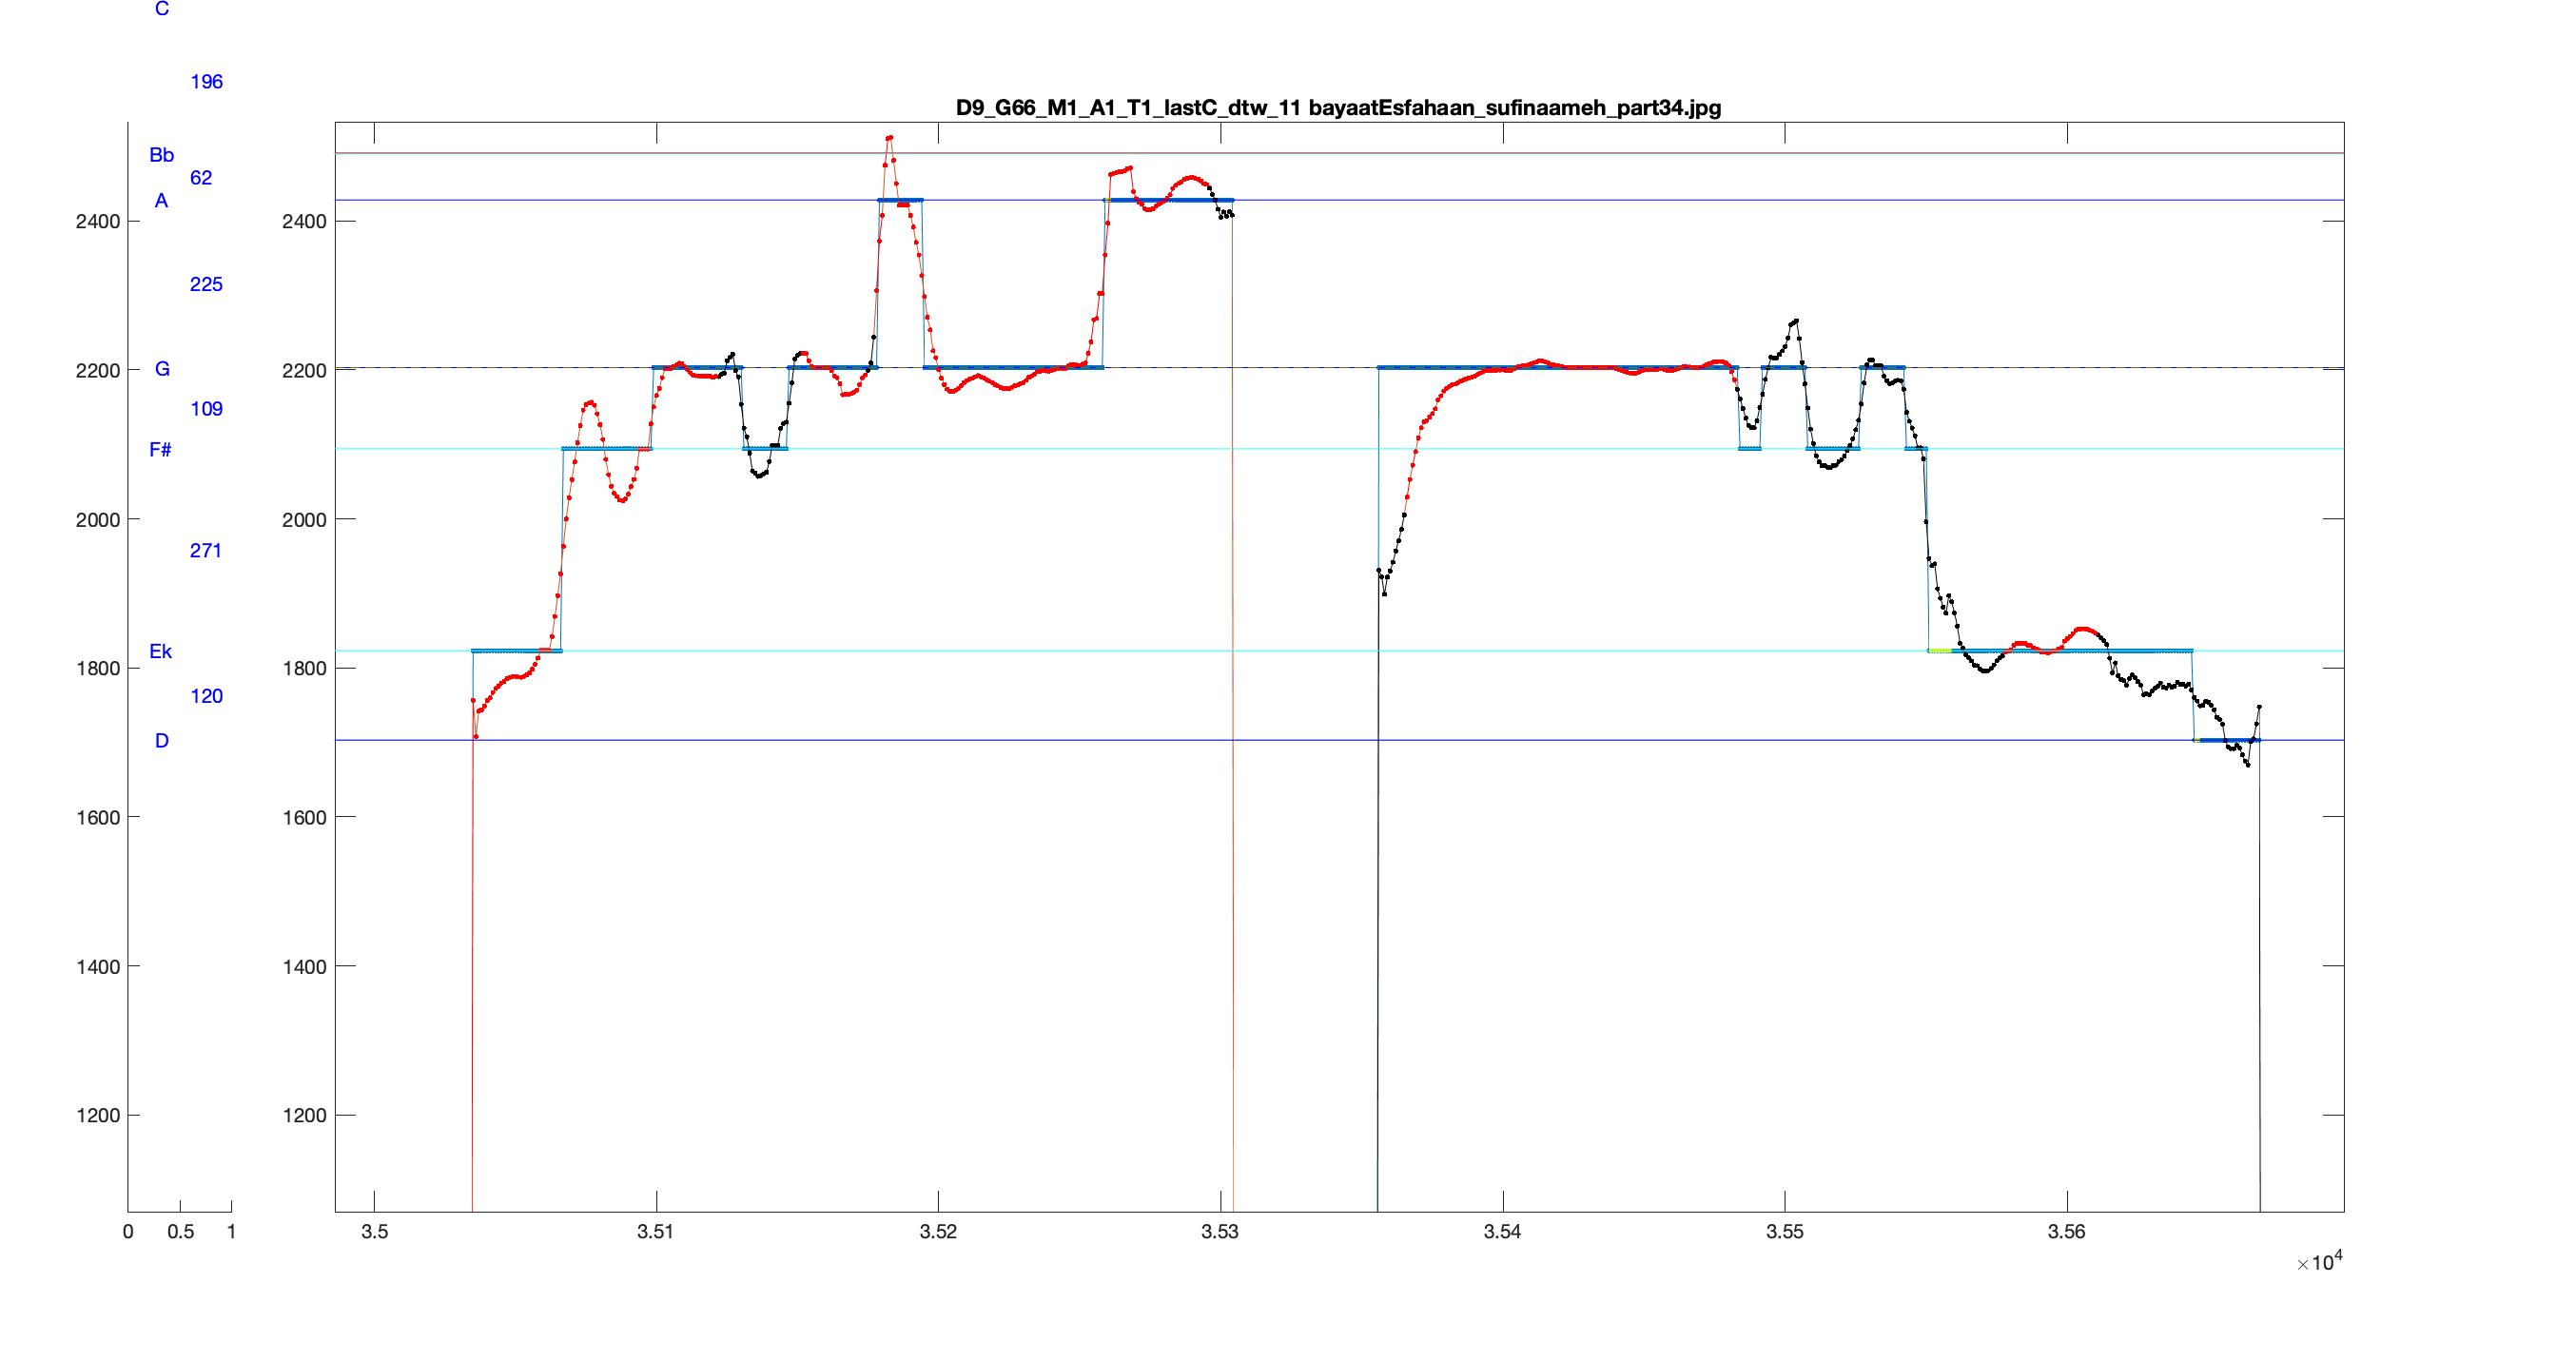 C
196
D9_G66_M1_A1_T1_lastC_dtw_11 bayaatEsfahaan_sufinaameh_part34.jpg
Bb
62
A
2400 2400
225
G
2200 2200
109
F#
2000 2000
271
Ek
1800 1800
120
D
1600 1600
1400 1400
1200 1200
0 0.5 1 3.5 3.51 3.52 3.53 3.54 3.55 3.56
×10^4